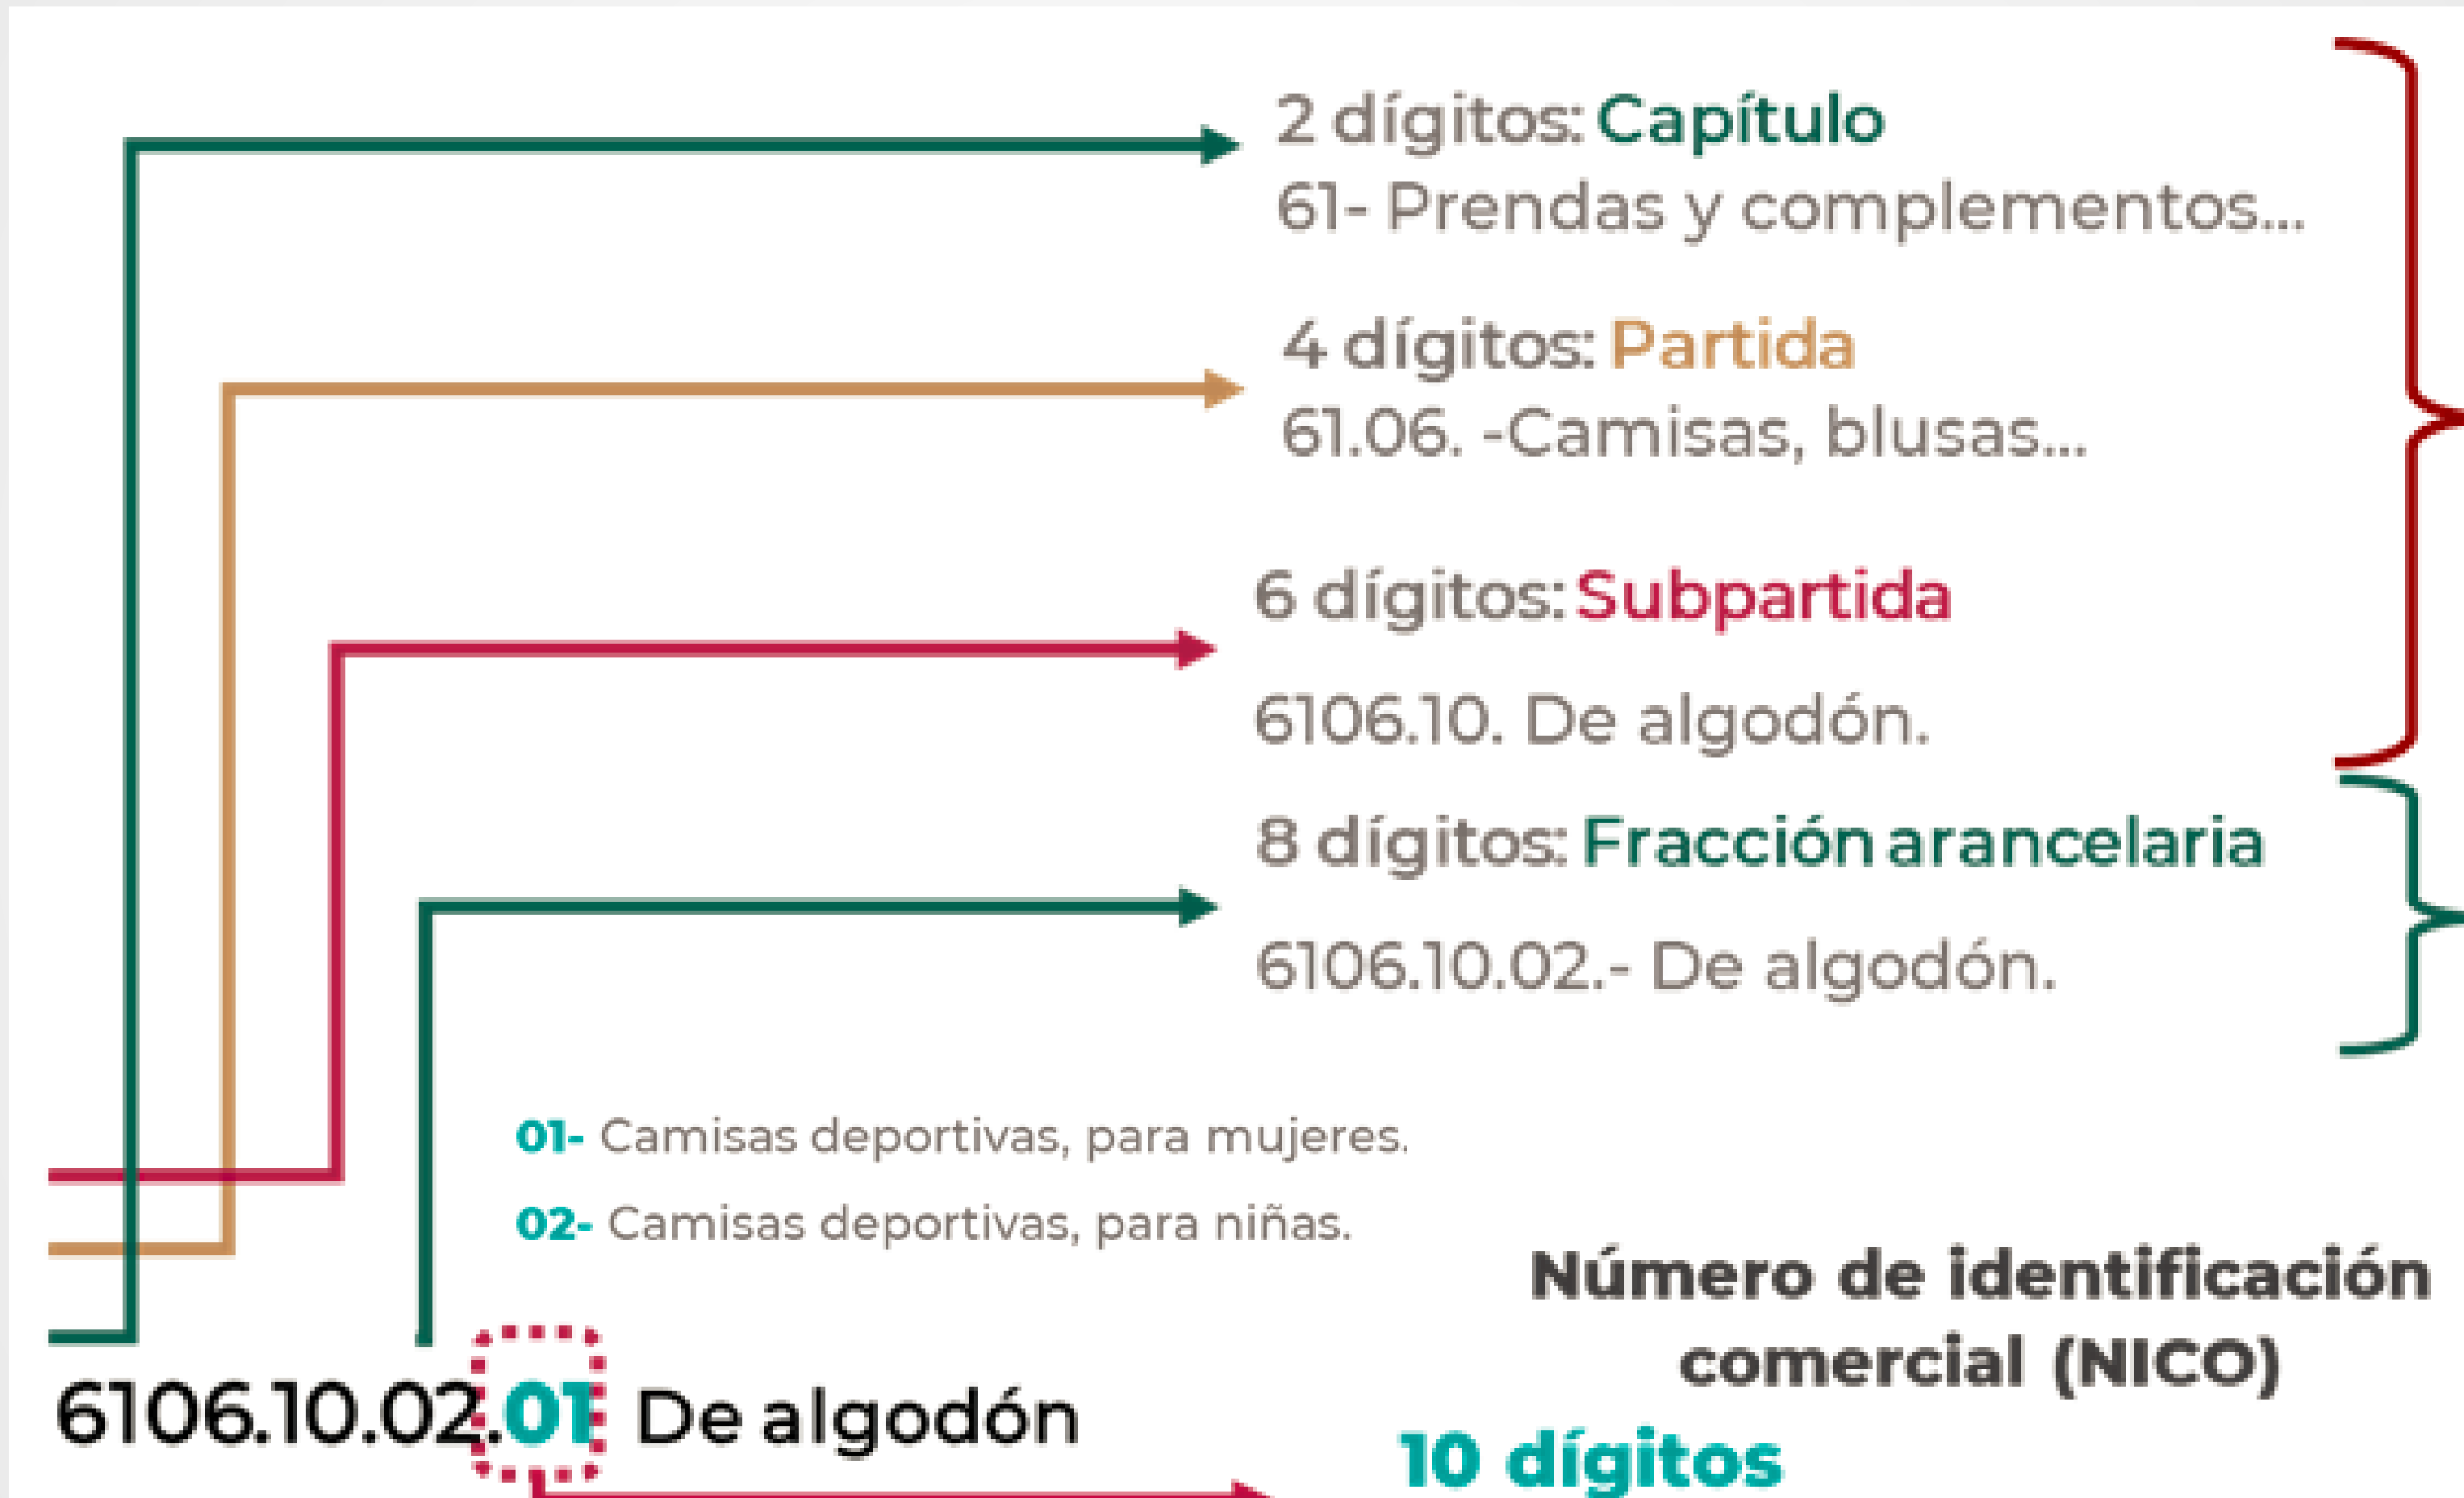 2 dígitos: Capítulo
61- Prendas y complementos...
4 dígitos: Partida
61.06. -Camisas, blusas...
6 dígitos: Subpartida
6106.10. De algodón.
8 dígitos: Fracción arancelaria
6106.10.02.- De algodón.
01- Camisas deportivas, para mujeres.
02- Camisas deportivas, para niñas.
Número de identificación
comercial (NICO)
6106.10.02.01 De algodón
10 dígitos